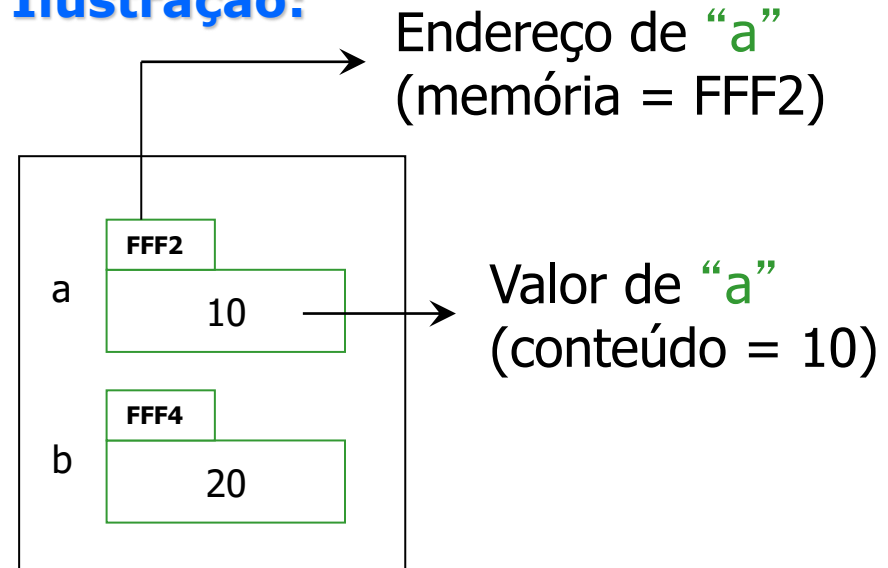 Ilustração:
Endereço de “a”
(memória = FFF2)
FFF2
a
10
Valor de “a”
(conteúdo = 10)
FFF4
b
20